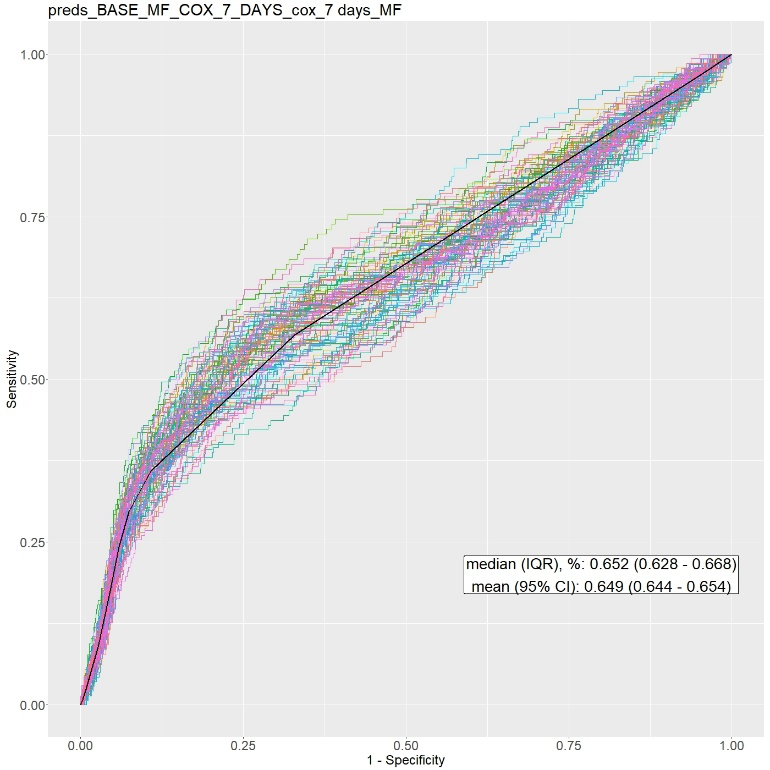 preds_BASE_MF_COX_7_DAYS_cox_7 days_MF
1.00
0.75
Sensitivity
0.50
0.25
median (IQR), %: 0.652 (0.628 - 0.668)
mean (95% CI): 0.649 (0.644 - 0.654)
0.00
0.00 0.25 0.50 0.75 1.00
1 - Specificity